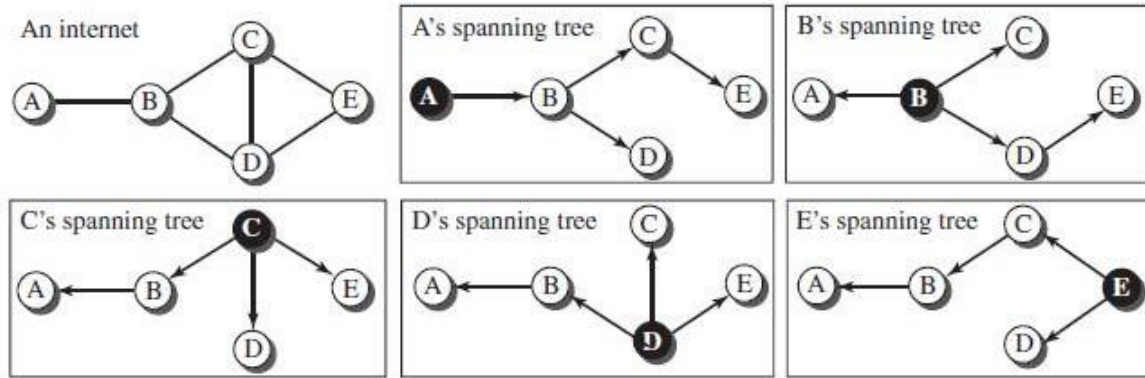 An internet
A
B
C
D
E
A's spanning tree
A
B
C
D
E
B's spanning tree
A
B
C
D
E
C's spanning tree
A
B
C
D
E
D's spanning tree
A
B
C
D
E
E's spanning tree
A
B
C
D
E